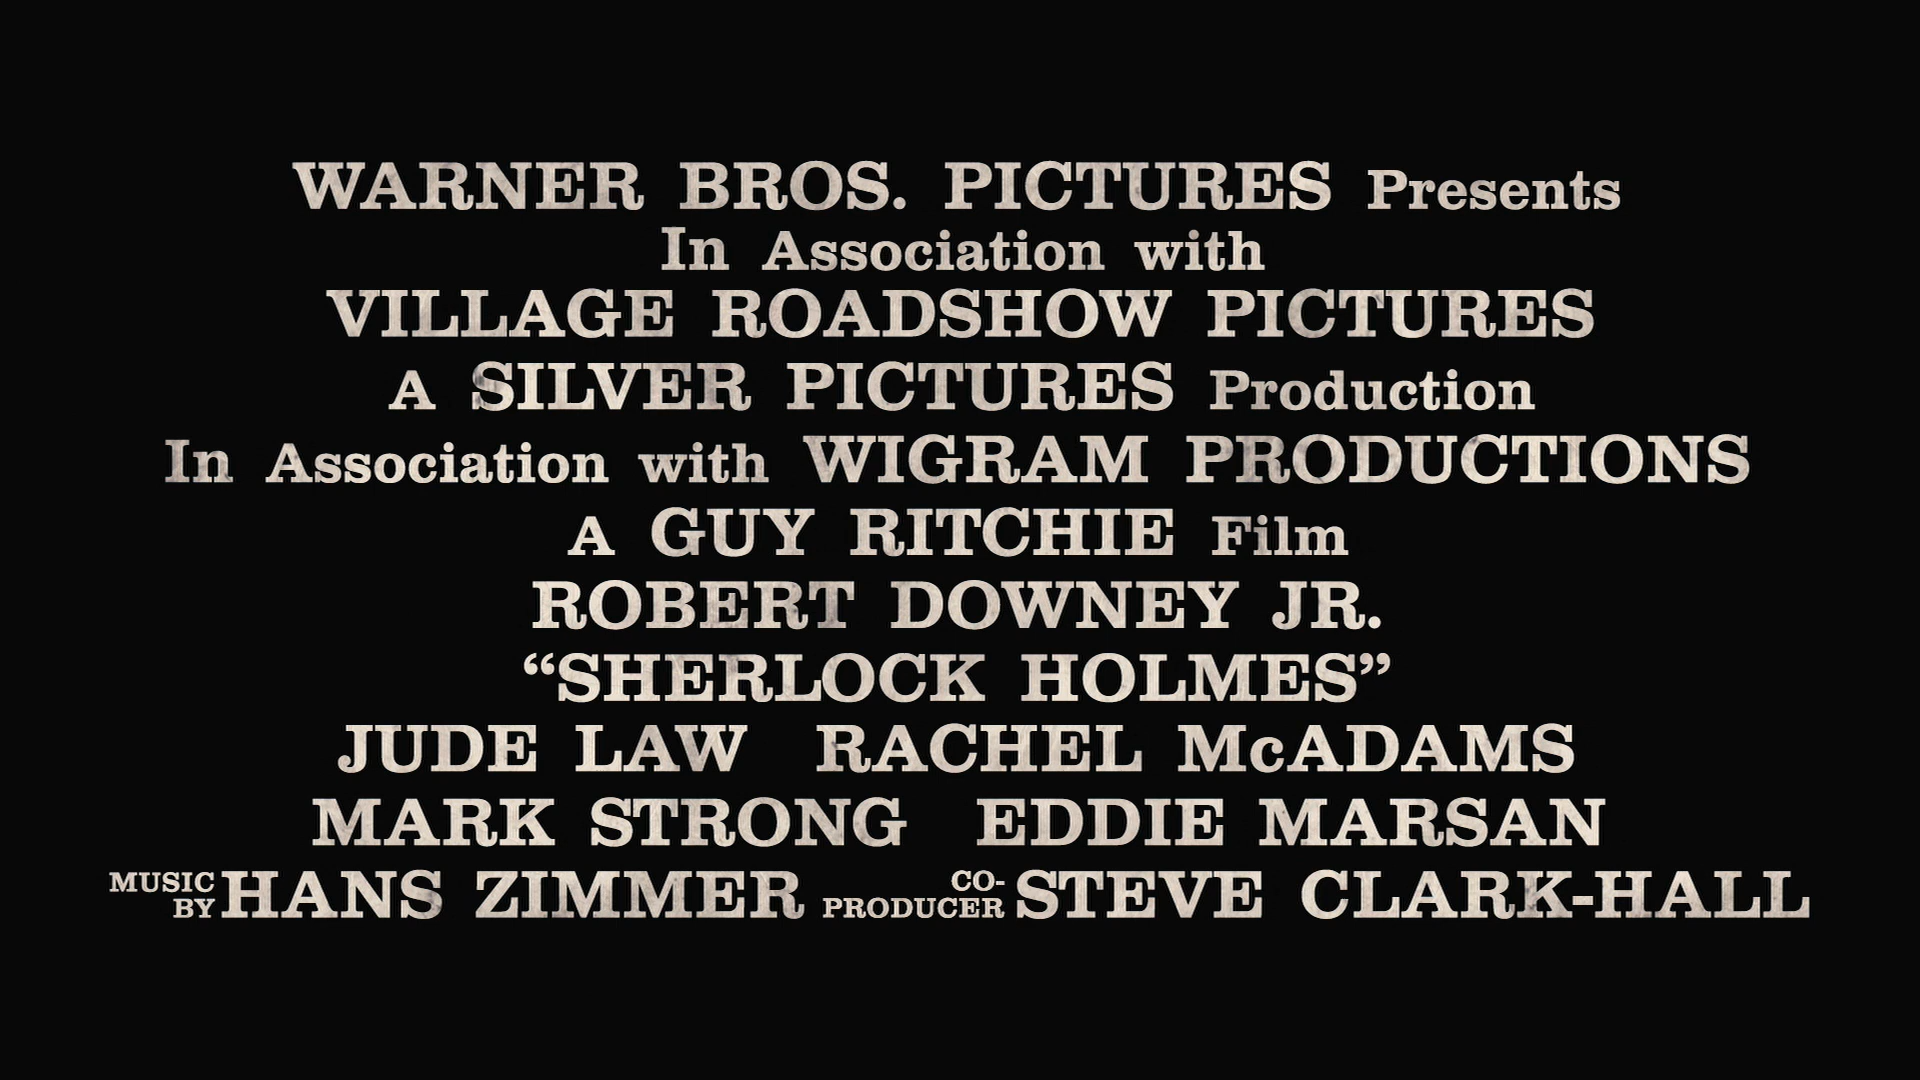 WARNER BROS. PICTURES Presents
In Association with
VILLAGE ROADSHOW PICTURES
A SILVER PICTURES Production
In Association with WIGRAM PRODUCTIONS
A GUY RITCHIE Film
ROBERT DOWNEY JR.
“SHERLOCK HOLMES”
JUDE LAW RACHEL McADAMS
MARK STRONG EDDIE MARSAN
MUSIC BY HANS ZIMMER CO-PRODUCER STEVE CLARK-HALL